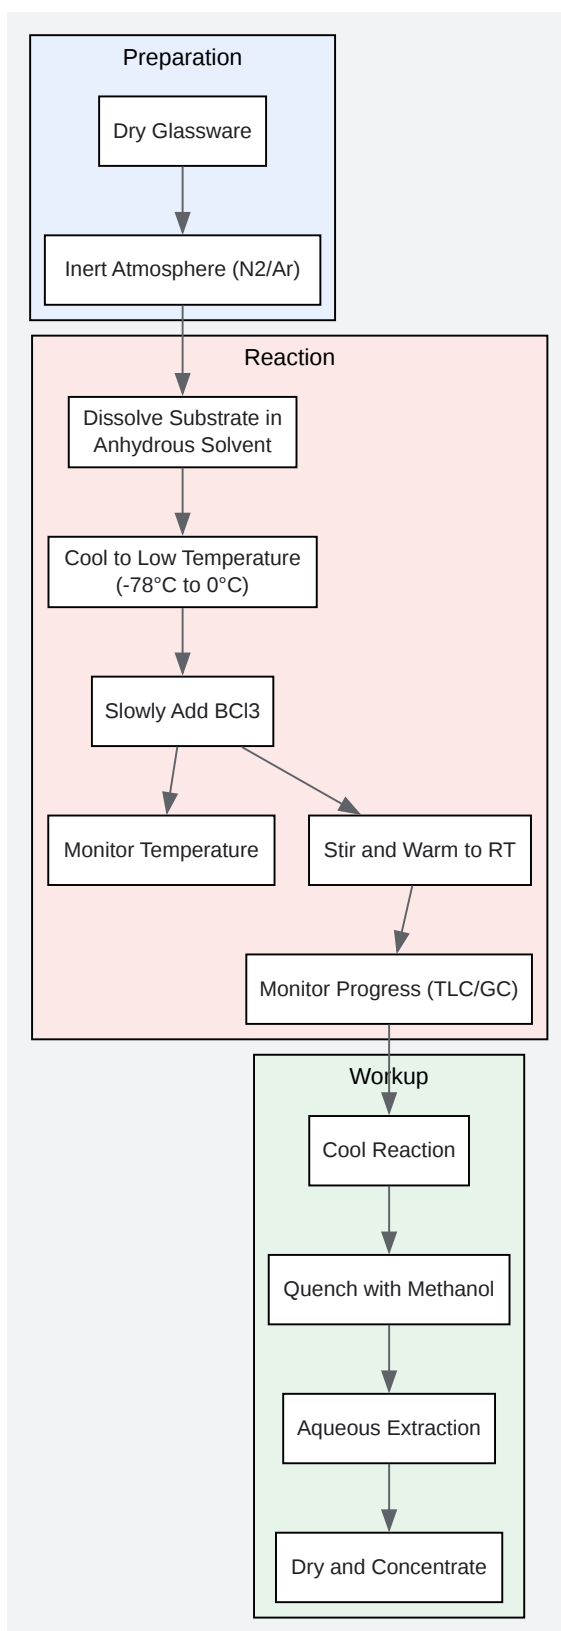 Preparation
Dry Glassware
Inert Atmosphere (N2/Ar)
Reaction
Dissolve Substrate in
Anhydrous Solvent
Cool to Low Temperature
(-78°C to 0°C)
Slowly Add BCl3
Monitor Temperature
Stir and Warm to RT
Monitor Progress (TLC/GC)
Workup
Cool Reaction
Quench with Methanol
Aqueous Extraction
Dry and Concentrate